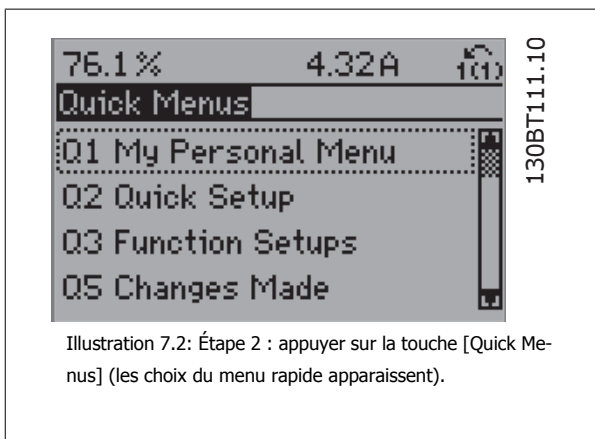 76.1% 4.32A 1(1)
Quick Menus
Q1 My Personal Menu
Q2 Quick Setup
Q3 Function Setups
Q5 Changes Made
130BT111.10
Illustration 7.2: Étape 2 : appuyer sur la touche [Quick Me-
nus] (les choix du menu rapide apparaissent).